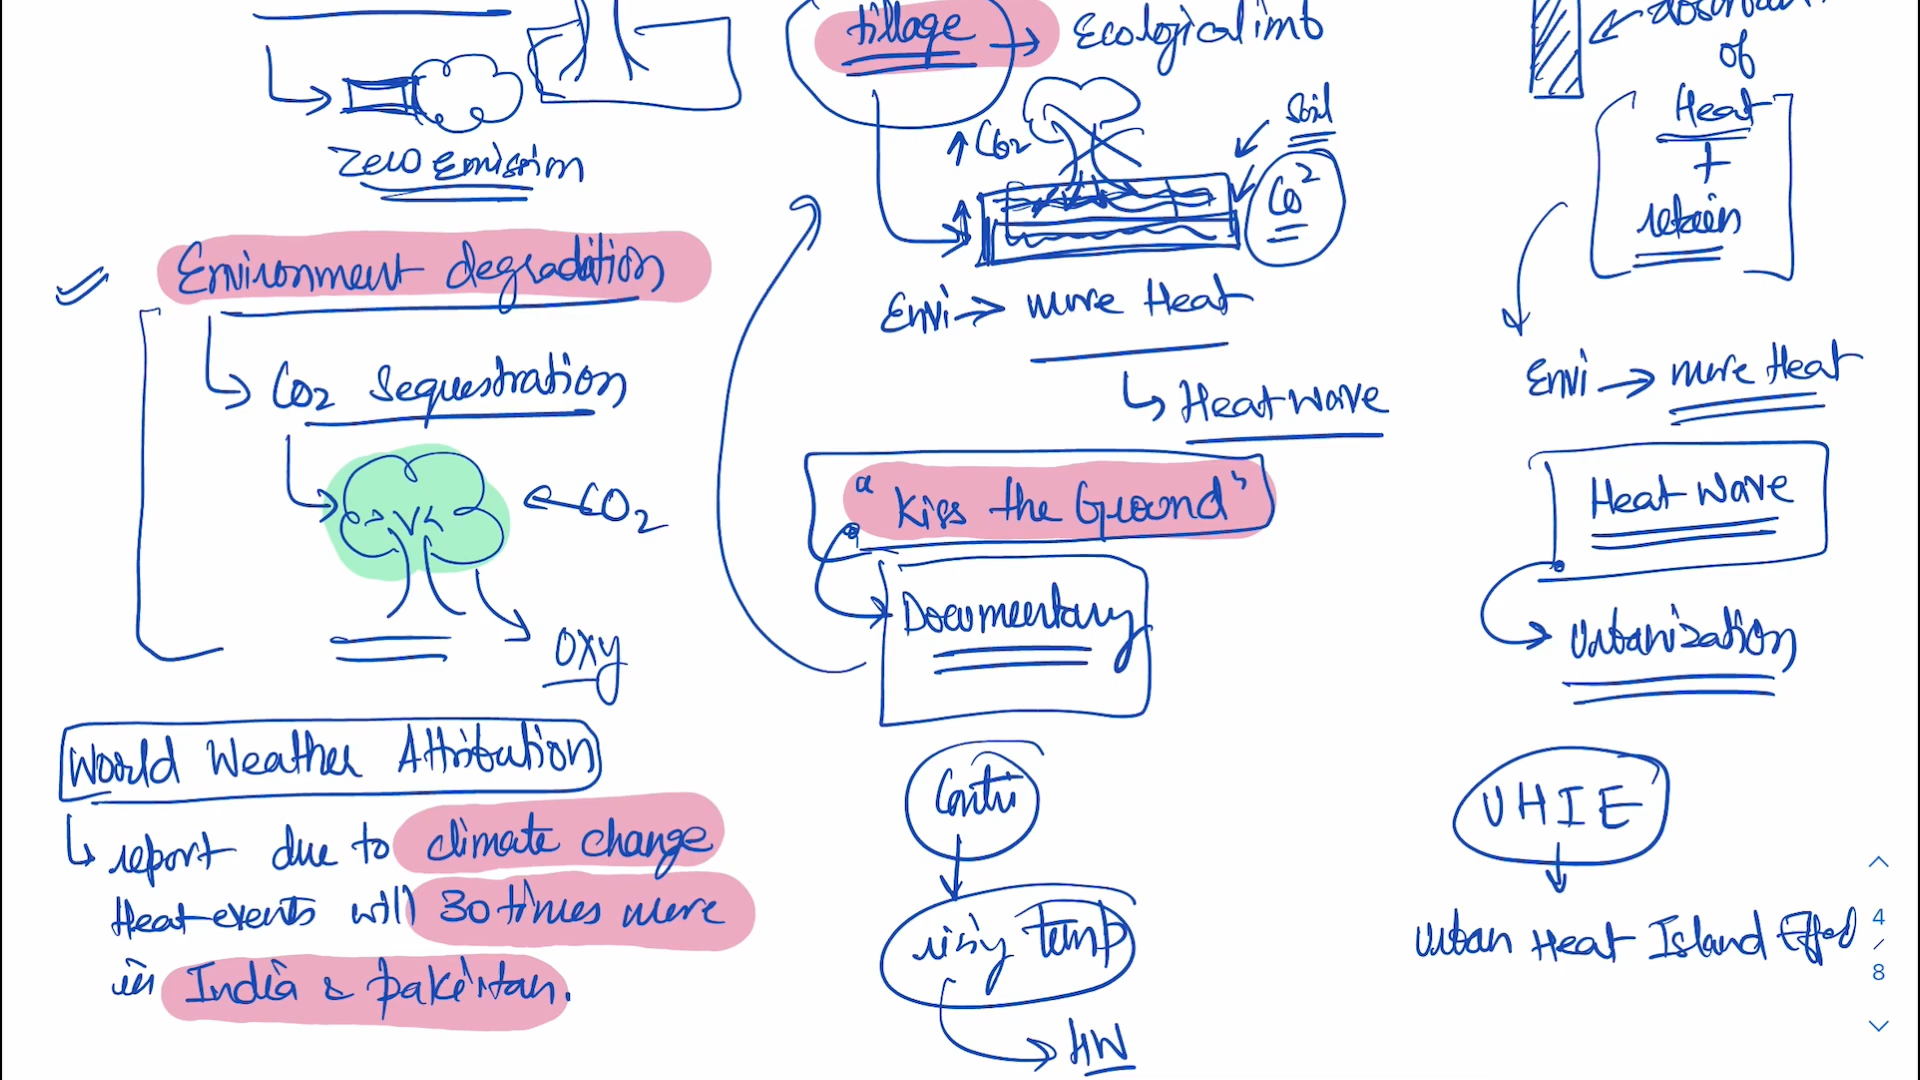 Zero Emission
Environment degradation
CO2 Sequestration
CO2
Oxy
World Weather Attribution
report due to climate change
Heat events will 30 times more
in India & Pakistan.
tillage → Ecological imb
↑ CO2
Soil
CO2
Envi → more Heat
Heat wave
"Kiss the Ground"
Documentary
Contri
rising temp
HW
of
Heat
+
retain
Envi → more Heat
Heat Wave
Urbanization
UHIE
Urban Heat Island Effect
4
/
8